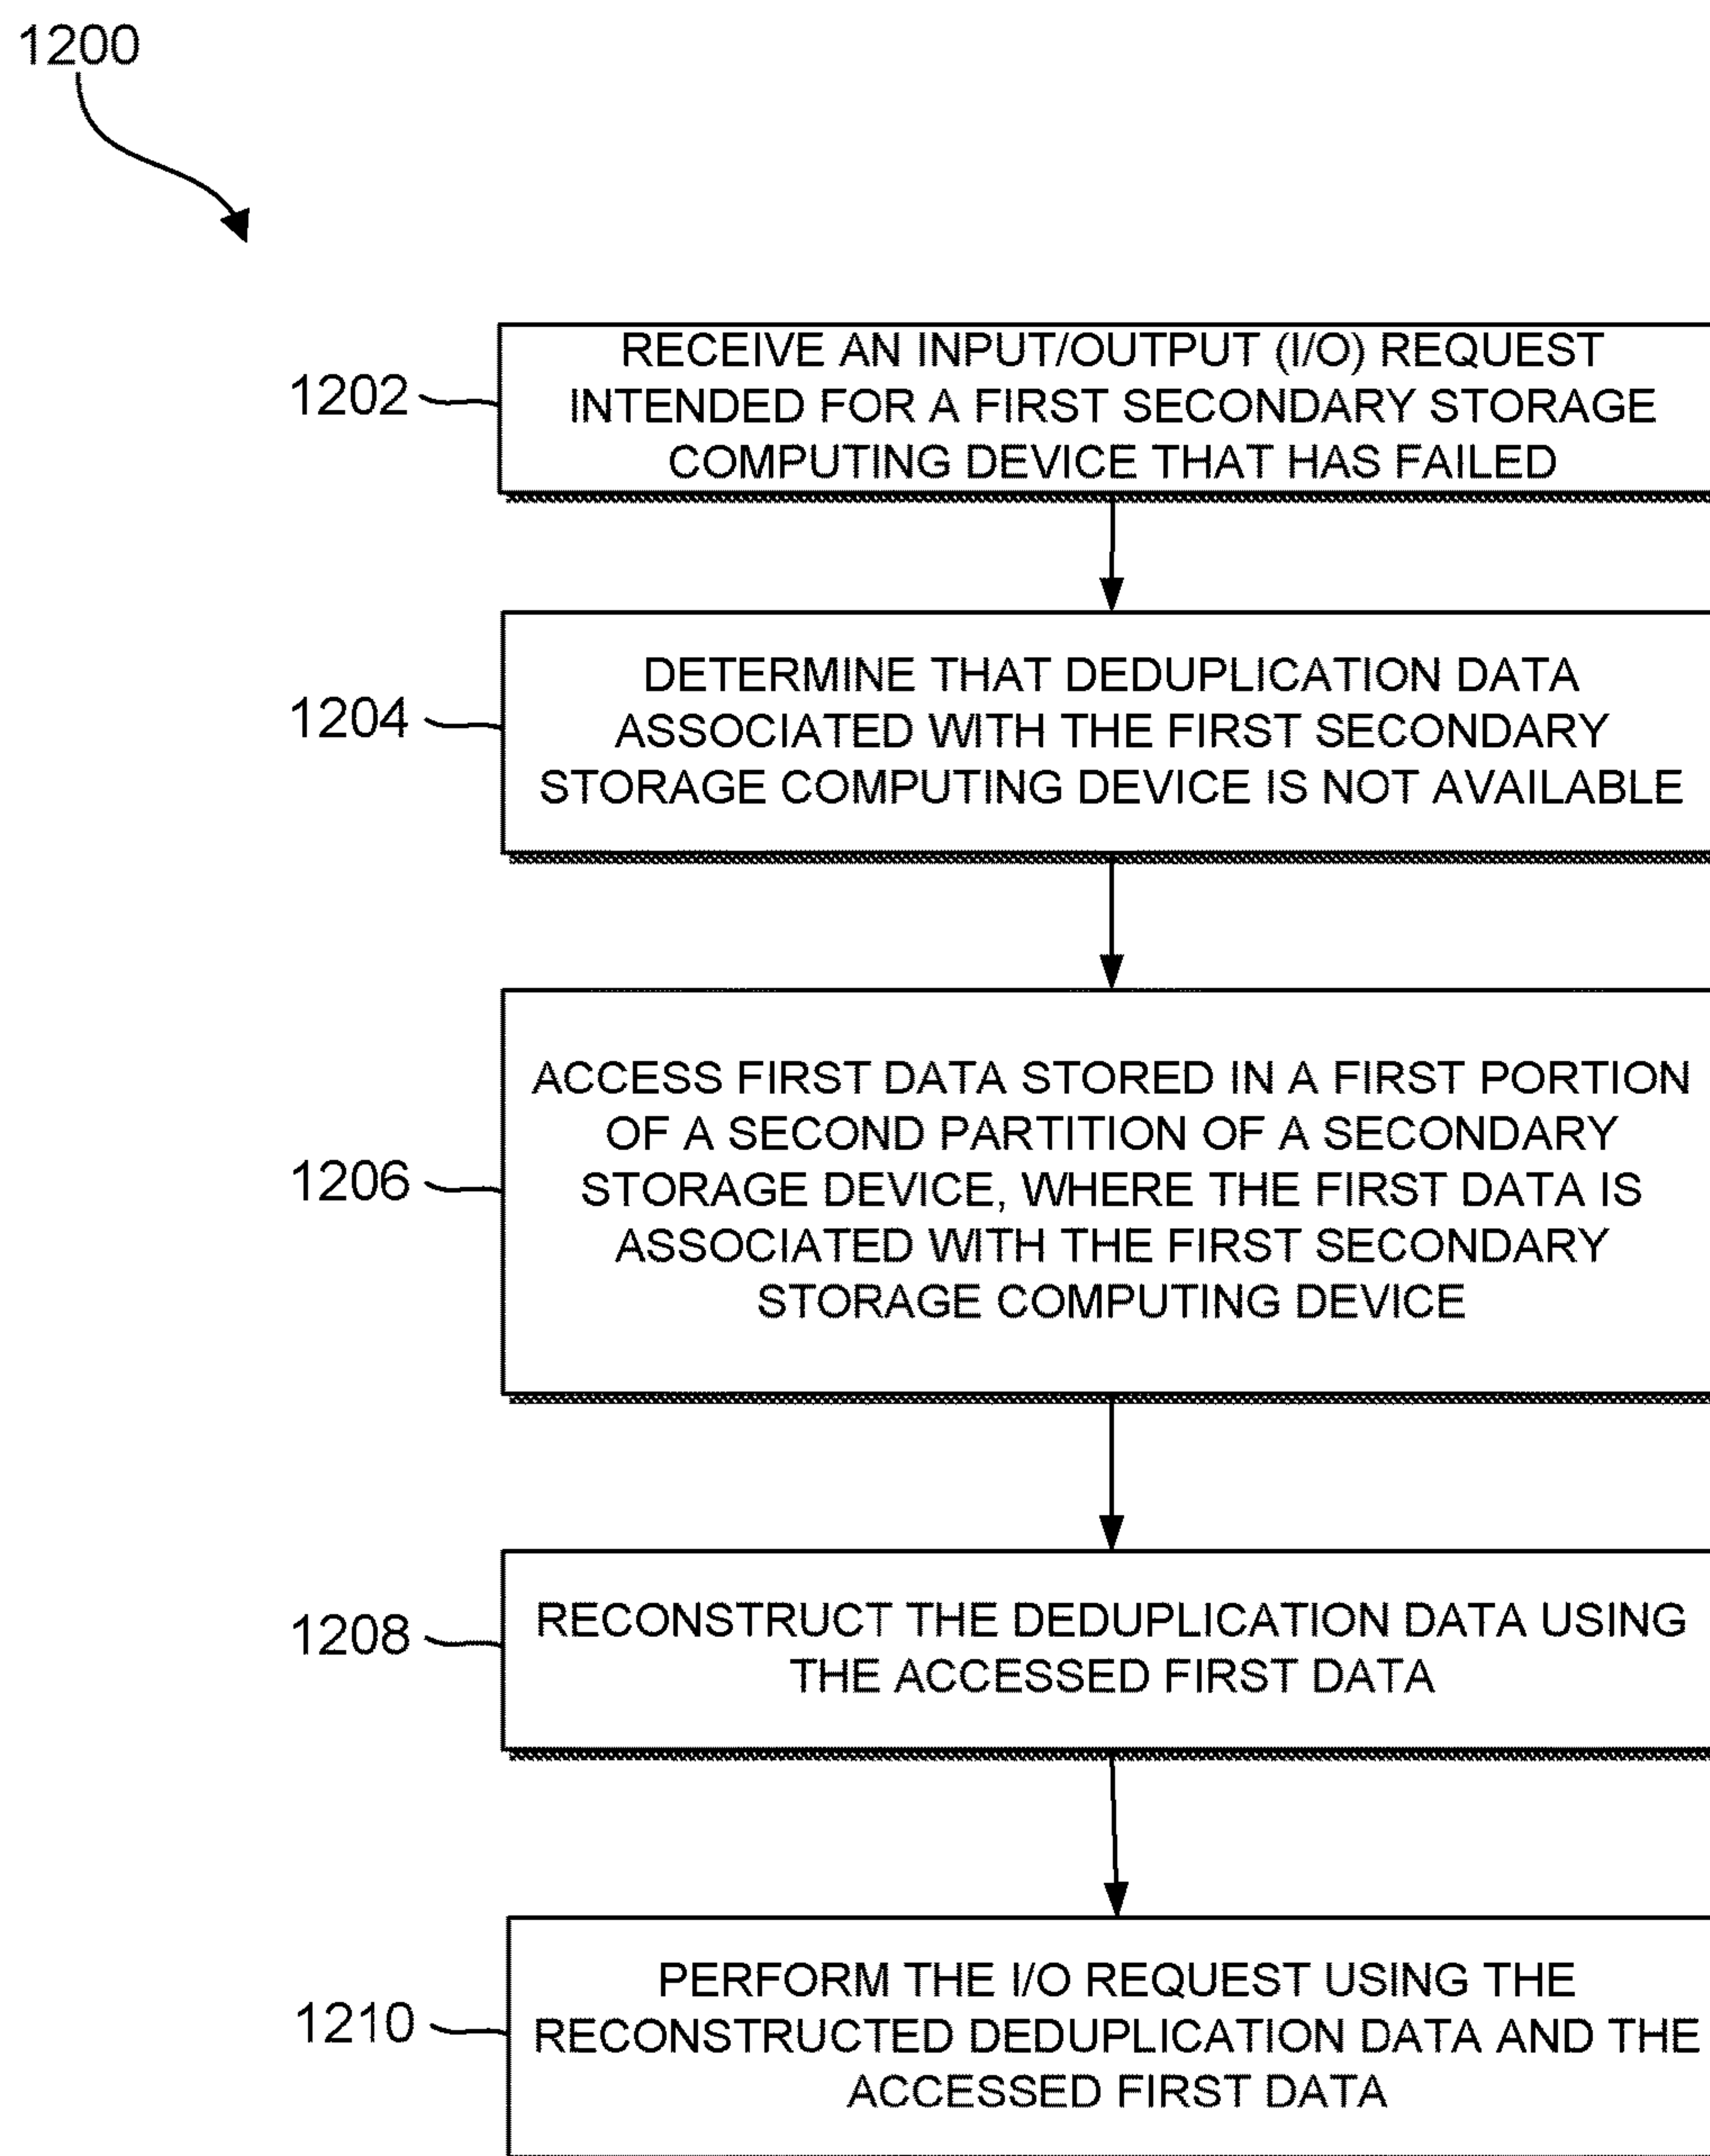 1200
1202
RECEIVE AN INPUT/OUTPUT (I/O) REQUEST
INTENDED FOR A FIRST SECONDARY STORAGE
COMPUTING DEVICE THAT HAS FAILED
1204
DETERMINE THAT DEDUPLICATION DATA
ASSOCIATED WITH THE FIRST SECONDARY
STORAGE COMPUTING DEVICE IS NOT AVAILABLE
1206
ACCESS FIRST DATA STORED IN A FIRST PORTION
OF A SECOND PARTITION OF A SECONDARY
STORAGE DEVICE, WHERE THE FIRST DATA IS
ASSOCIATED WITH THE FIRST SECONDARY
STORAGE COMPUTING DEVICE
1208
RECONSTRUCT THE DEDUPLICATION DATA USING
THE ACCESSED FIRST DATA
1210
PERFORM THE I/O REQUEST USING THE
RECONSTRUCTED DEDUPLICATION DATA AND THE
ACCESSED FIRST DATA